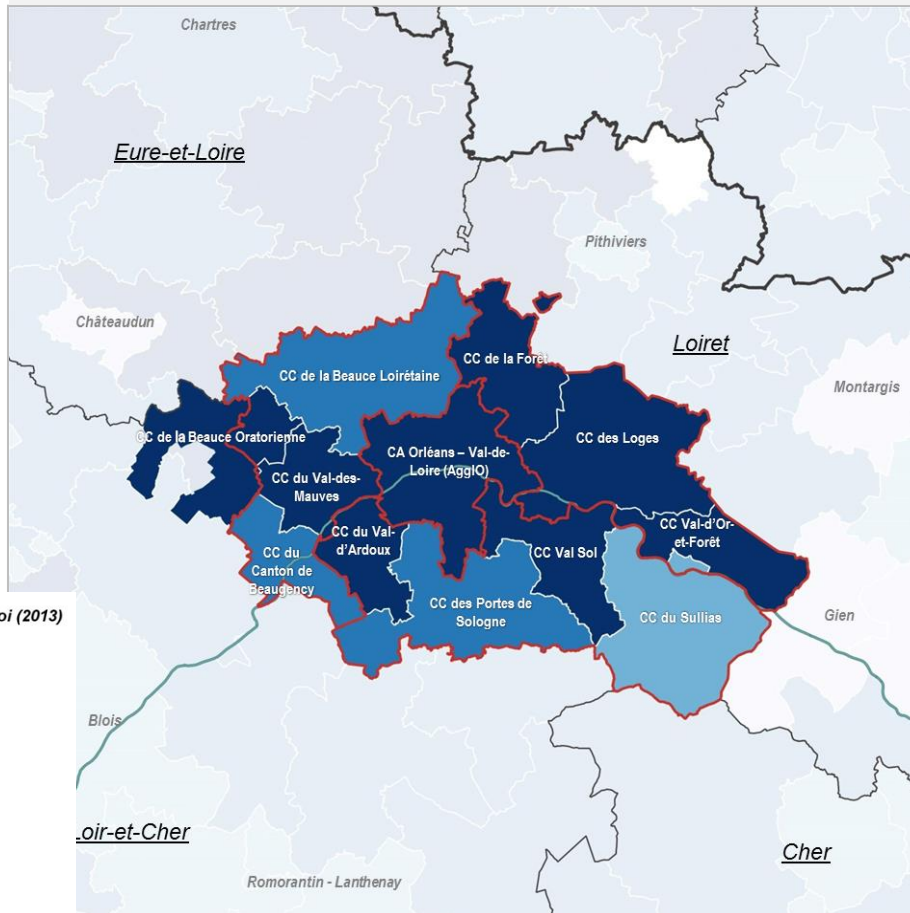 Chartres
Eure-et-Loire
Pithiviers
Châteaudun
Loiret
CC de la Forêt
CC de la Beauce Loirétaine
Montargis
CC de la Beauce Oratorienne
CC des Loges
CA Orléans – Val-de-
Loire (AgglO)
CC du Val-des-
Mauves
CC Val-d’Or-
et-Forêt
CC du Val-
d’Ardoux
CC Val Sol
CC du
Canton de
Beaugency
CC des Portes de
Sologne
CC du Sullias
Gien
oi (2013)
Blois
Loir-et-Cher
Cher
Romorantin - Lanthenay